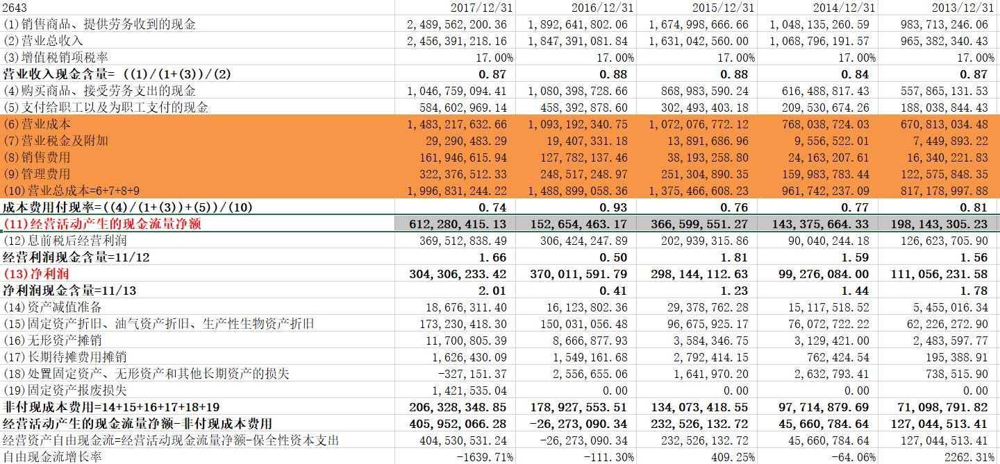 2643 2017/12/31 2016/12/31 2015/12/31 2014/12/31 2013/12/31
(1)销售商品、提供劳务收到的现金 2,489,562,200.36 1,892,641,802.06 1,674,998,666.66 1,048,135,260.59 983,713,246.06
(2)营业总收入 2,456,391,218.16 1,847,391,081.84 1,631,042,560.00 1,068,796,191.57 965,382,340.43
(3)增值税销项税率 17.00% 17.00% 17.00% 17.00% 17.00%
营业收入现金含量= ((1)/(1+(3))/(2) 0.87 0.88 0.88 0.84 0.87
(4)购买商品、接受劳务支出的现金 1,046,759,094.41 1,080,398,728.66 868,983,590.24 616,488,817.43 557,865,131.53
(5)支付给职工以及为职工支付的现金 584,602,969.14 458,392,878.60 302,493,403.18 209,530,674.26 188,038,844.43
(6)营业成本 1,483,217,632.66 1,093,192,340.75 1,072,076,772.12 768,038,724.03 670,813,034.48
(7)营业税金及附加 29,290,483.29 19,407,331.18 13,891,686.96 9,556,522.01 7,449,893.22
(8)销售费用 161,946,615.94 127,782,137.46 38,193,258.80 24,163,207.61 16,340,221.83
(9)管理费用 322,376,512.33 248,517,248.97 251,304,890.35 159,983,783.44 122,575,848.35
(10)营业总成本=6+7+8+9 1,996,831,244.22 1,488,899,058.36 1,375,466,608.23 961,742,237.09 817,178,997.88
成本费用付现率=((4)/(1+(3))+(5))/(10) 0.74 0.93 0.76 0.77 0.81
(11)经营活动产生的现金流量净额 612,280,415.13 152,654,463.17 366,599,551.27 143,375,664.33 198,143,305.23
(12)息前税后经营利润 369,512,838.49 306,424,247.89 202,939,315.86 90,040,244.18 126,623,705.90
经营利润现金含量=11/12 1.66 0.50 1.81 1.59 1.56
(13)净利润 304,306,233.42 370,011,591.79 298,144,112.63 99,276,084.00 111,056,231.58
净利润现金含量=11/13 2.01 0.41 1.23 1.44 1.78
(14)资产减值准备 18,676,311.40 16,123,802.36 29,378,762.28 15,117,518.52 5,455,016.34
(15)固定资产折旧、油气资产折旧、生产性生物资产折旧 173,230,418.30 150,031,056.48 96,675,925.17 76,072,722.22 62,226,272.90
(16)无形资产摊销 11,700,805.39 8,666,877.93 3,584,346.75 3,129,421.00 2,483,597.77
(17)长期待摊费用摊销 1,626,430.09 1,549,161.68 2,792,414.15 762,424.54 195,388.91
(18)处置固定资产、无形资产和其他长期资产的损失 -327,151.37 2,556,655.06 1,641,970.20 2,632,793.41 738,515.90
(19)固定资产报废损失 1,421,535.04 0.00 0.00 0.00 0.00
非付现成本费用=14+15+16+17+18+19 206,328,348.85 178,927,553.51 134,073,418.55 97,714,879.69 71,098,791.82
经营活动产生的现金流量净额-非付现成本费用 405,952,066.28 -26,273,090.34 232,526,132.72 45,660,784.64 127,044,513.41
经营资产自由现金流=经营活动现金流量净额-保全性资本支出 404,530,531.24 -26,273,090.34 232,526,132.72 45,660,784.64 127,044,513.41
自由现金流增长率 -1639.71% -111.30% 409.25% -64.06% 2262.31%